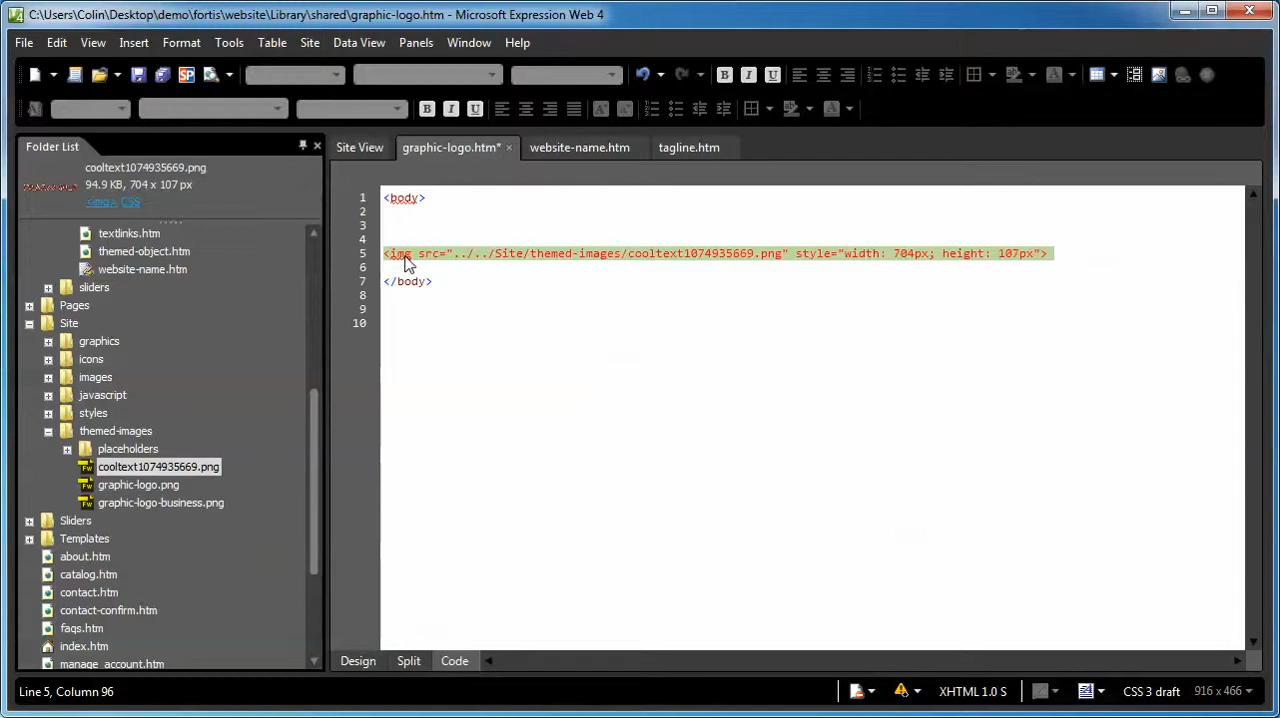 C:\Users\Colin\Desktop\demo\fortis\website\Library\shared\graphic-logo.htm - Microsoft Expression Web 4
File Edit View Insert Format Tools Table Site Data View Panels Window Help
Folder List
cooltext1074935669.png
94.9 KB, 704 x 107 px
<img> CSS
textlinks.htm
themed-object.htm
website-name.htm
sliders
Pages
Site
graphics
icons
images
javascript
styles
themed-images
placeholders
cooltext1074935669.png
graphic-logo.png
graphic-logo-business.png
Sliders
Templates
about.htm
catalog.htm
contact.htm
contact-confirm.htm
faqs.htm
index.htm
manage_account.htm
Site View graphic-logo.htm* website-name.htm tagline.htm
1 <body>
2
3
4
5 <img src="../../Site/themed-images/cooltext1074935669.png" style="width: 704px; height: 107px">
6
7 </body>
8
9
10
Design Split Code
Line 5, Column 96
XHTML 1.0 S CSS 3 draft 916 x 466